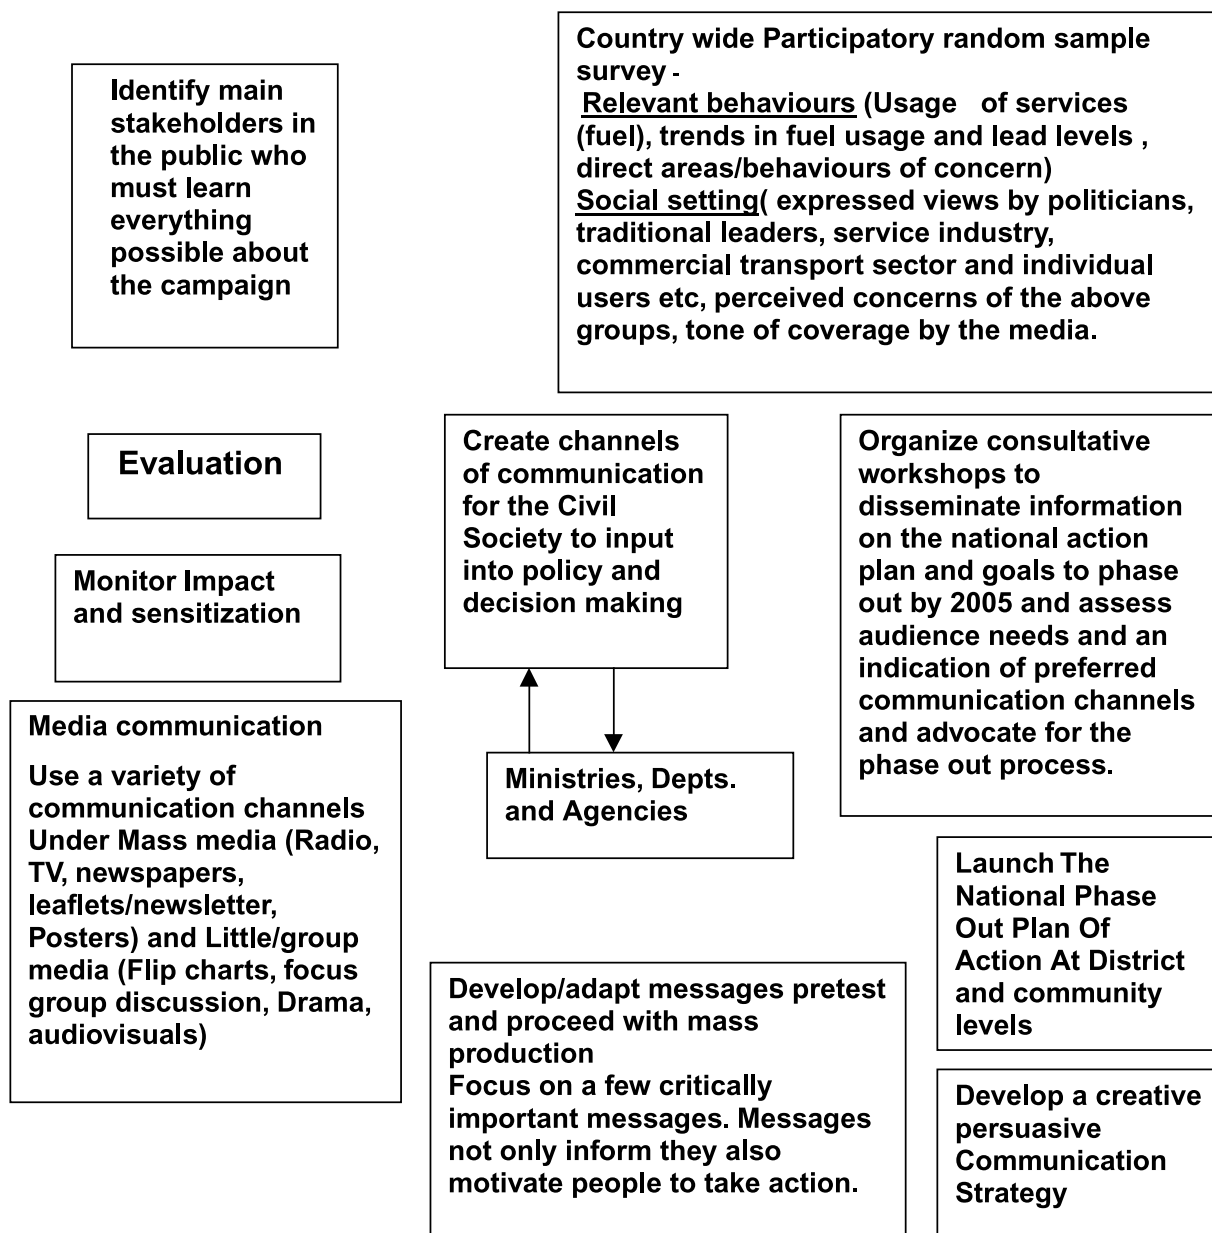 Identify main
stakeholders in
the public who
must learn
everything
possible about
the campaign
Country wide Participatory random sample
survey -
Relevant behaviours (Usage of services
(fuel), trends in fuel usage and lead levels ,
direct areas/behaviours of concern)
Social setting( expressed views by politicians,
traditional leaders, service industry,
commercial transport sector and individual
users etc, perceived concerns of the above
groups, tone of coverage by the media.
Evaluation
Create channels
of communication
for the Civil
Society to input
into policy and
decision making
Organize consultative
workshops to
disseminate information
on the national action
plan and goals to phase
out by 2005 and assess
audience needs and an
indication of preferred
communication channels
and advocate for the
phase out process.
Monitor Impact
and sensitization
Media communication
Use a variety of
communication channels
Under Mass media (Radio,
TV, newspapers,
leaflets/newsletter,
Posters) and Little/group
media (Flip charts, focus
group discussion, Drama,
audiovisuals)
Ministries, Depts.
and Agencies
Launch The
National Phase
Out Plan Of
Action At District
and community
levels
Develop/adapt messages pretest
and proceed with mass
production
Focus on a few critically
important messages. Messages
not only inform they also
motivate people to take action.
Develop a creative
persuasive
Communication
Strategy